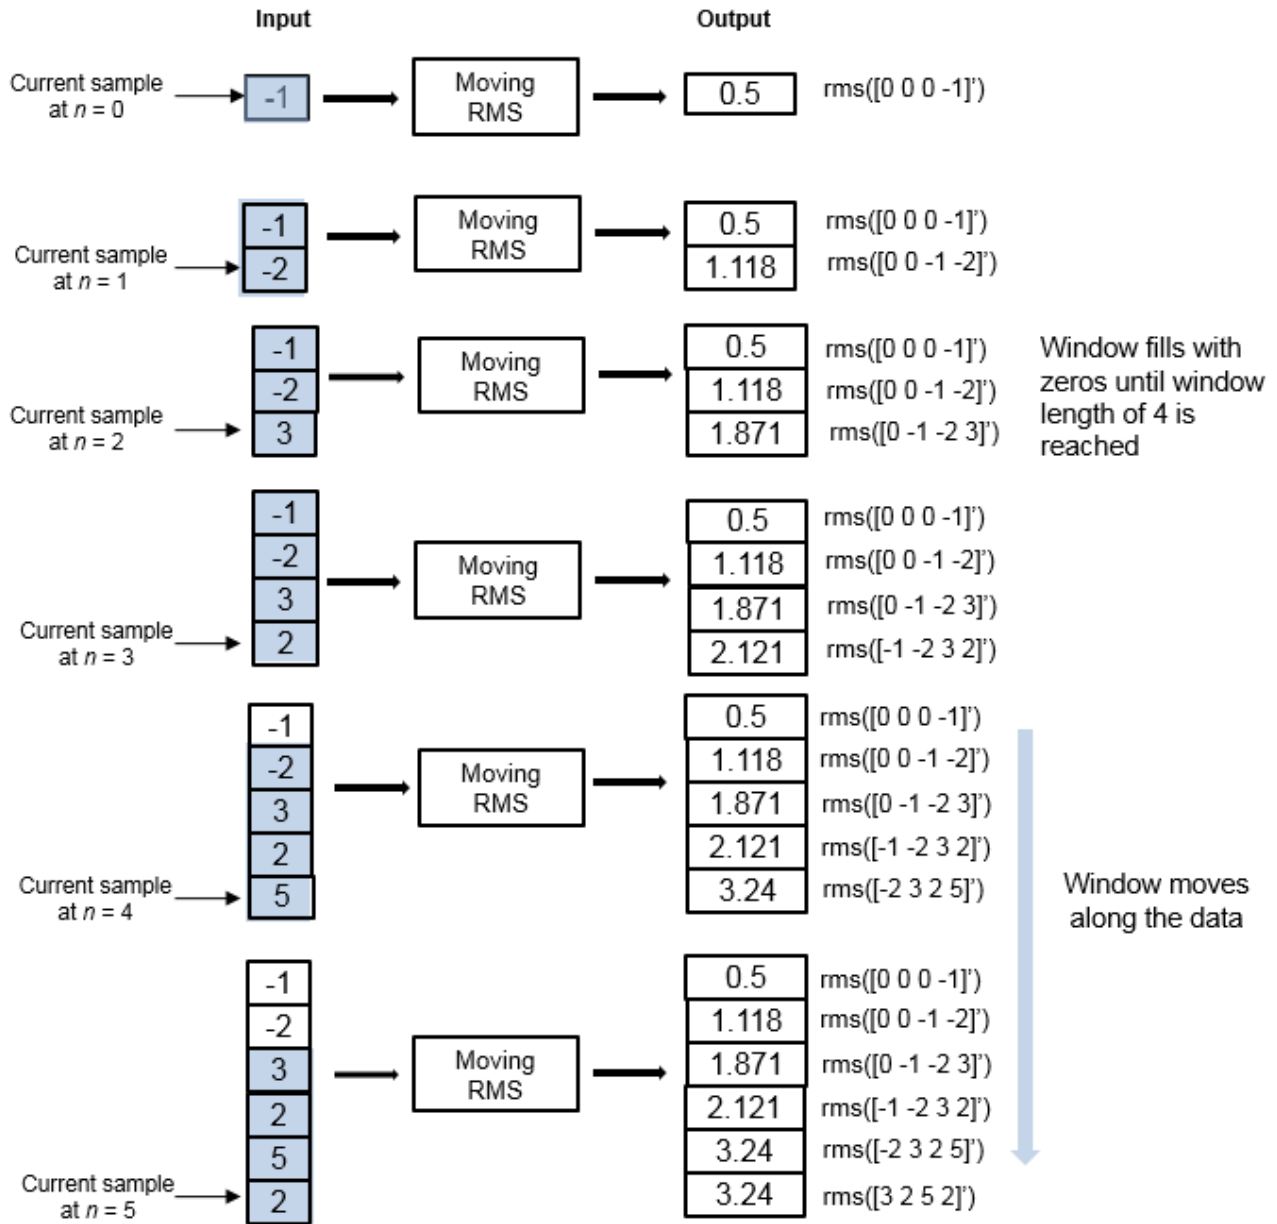 Input
Output
Current sample
at n = 0
-1
Moving
RMS
0.5
rms([0 0 0 -1]’)
Current sample
at n = 1
-1
-2
Moving
RMS
0.5
1.118
rms([0 0 0 -1]’)
rms([0 0 -1 -2]’)
Current sample
at n = 2
-1
-2
3
Moving
RMS
0.5
1.118
1.871
rms([0 0 0 -1]’)
rms([0 0 -1 -2]’)
rms([0 -1 -2 3]’)
Window fills with
zeros until window
length of 4 is
reached
Current sample
at n = 3
-1
-2
3
2
Moving
RMS
0.5
1.118
1.871
2.121
rms([0 0 0 -1]’)
rms([0 0 -1 -2]’)
rms([0 -1 -2 3]’)
rms([-1 -2 3 2]’)
Current sample
at n = 4
-1
-2
3
2
5
Moving
RMS
0.5
1.118
1.871
2.121
3.24
rms([0 0 0 -1]’)
rms([0 0 -1 -2]’)
rms([0 -1 -2 3]’)
rms([-1 -2 3 2]’)
rms([-2 3 2 5]’)
Window moves
along the data
Current sample
at n = 5
-1
-2
3
2
5
2
Moving
RMS
0.5
1.118
1.871
2.121
3.24
3.24
rms([0 0 0 -1]’)
rms([0 0 -1 -2]’)
rms([0 -1 -2 3]’)
rms([-1 -2 3 2]’)
rms([-2 3 2 5]’)
rms([3 2 5 2]’)